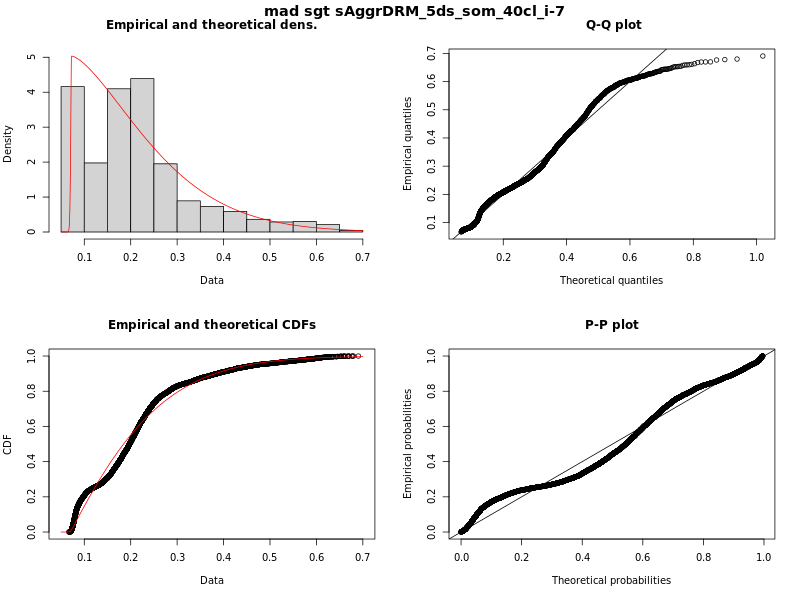 mad sgt sAggrDRM_5ds_som_40cl_i-7
Empirical and theoretical dens.
Density
0 1 2 3 4 5
0.1 0.2 0.3 0.4 0.5 0.6 0.7
Data
Q-Q plot
Empirical quantiles
0.1 0.2 0.3 0.4 0.5 0.6 0.7
0.2 0.4 0.6 0.8 1.0
Theoretical quantiles
Empirical and theoretical CDFs
CDF
0.0 0.2 0.4 0.6 0.8 1.0
0.1 0.2 0.3 0.4 0.5 0.6 0.7
Data
P-P plot
Empirical probabilities
0.0 0.2 0.4 0.6 0.8 1.0
0.0 0.2 0.4 0.6 0.8 1.0
Theoretical probabilities